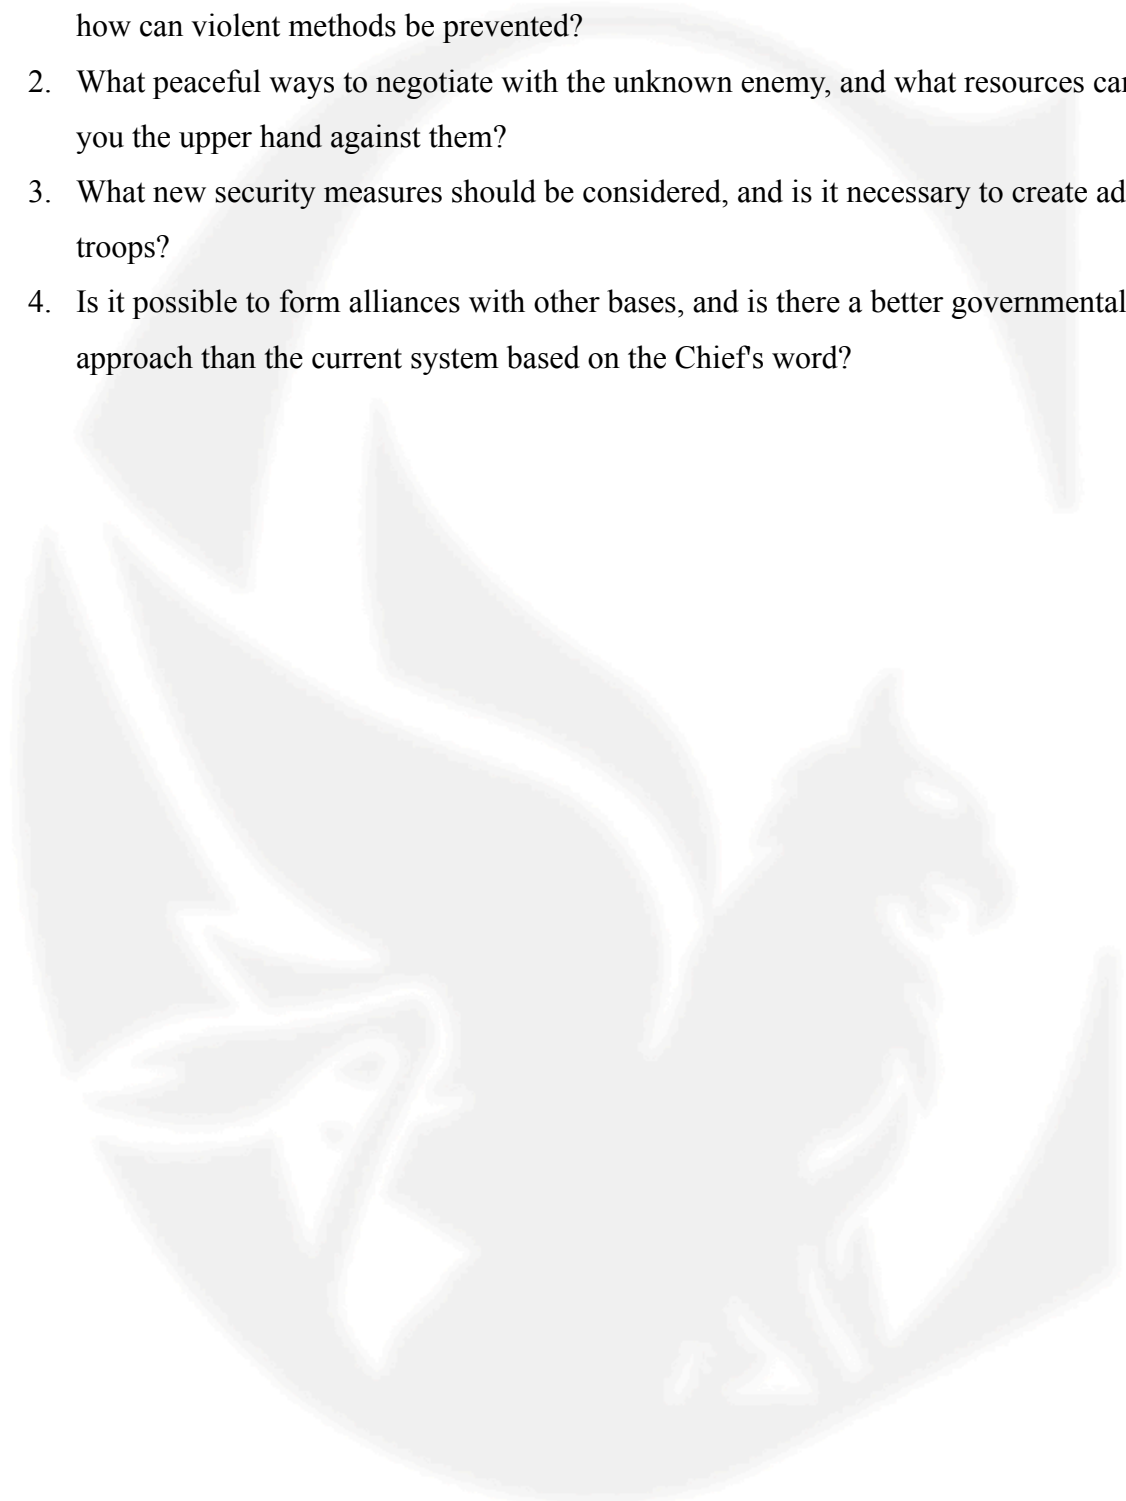 how can violent methods be prevented?
2. What peaceful ways to negotiate with the unknown enemy, and what resources
you the upper hand against them?
3. What new security measures should be considered, and is it necessary to create
troops?
4. Is it possible to form alliances with other bases, and is there a better governmental
approach than the current system based on the Chief's word?